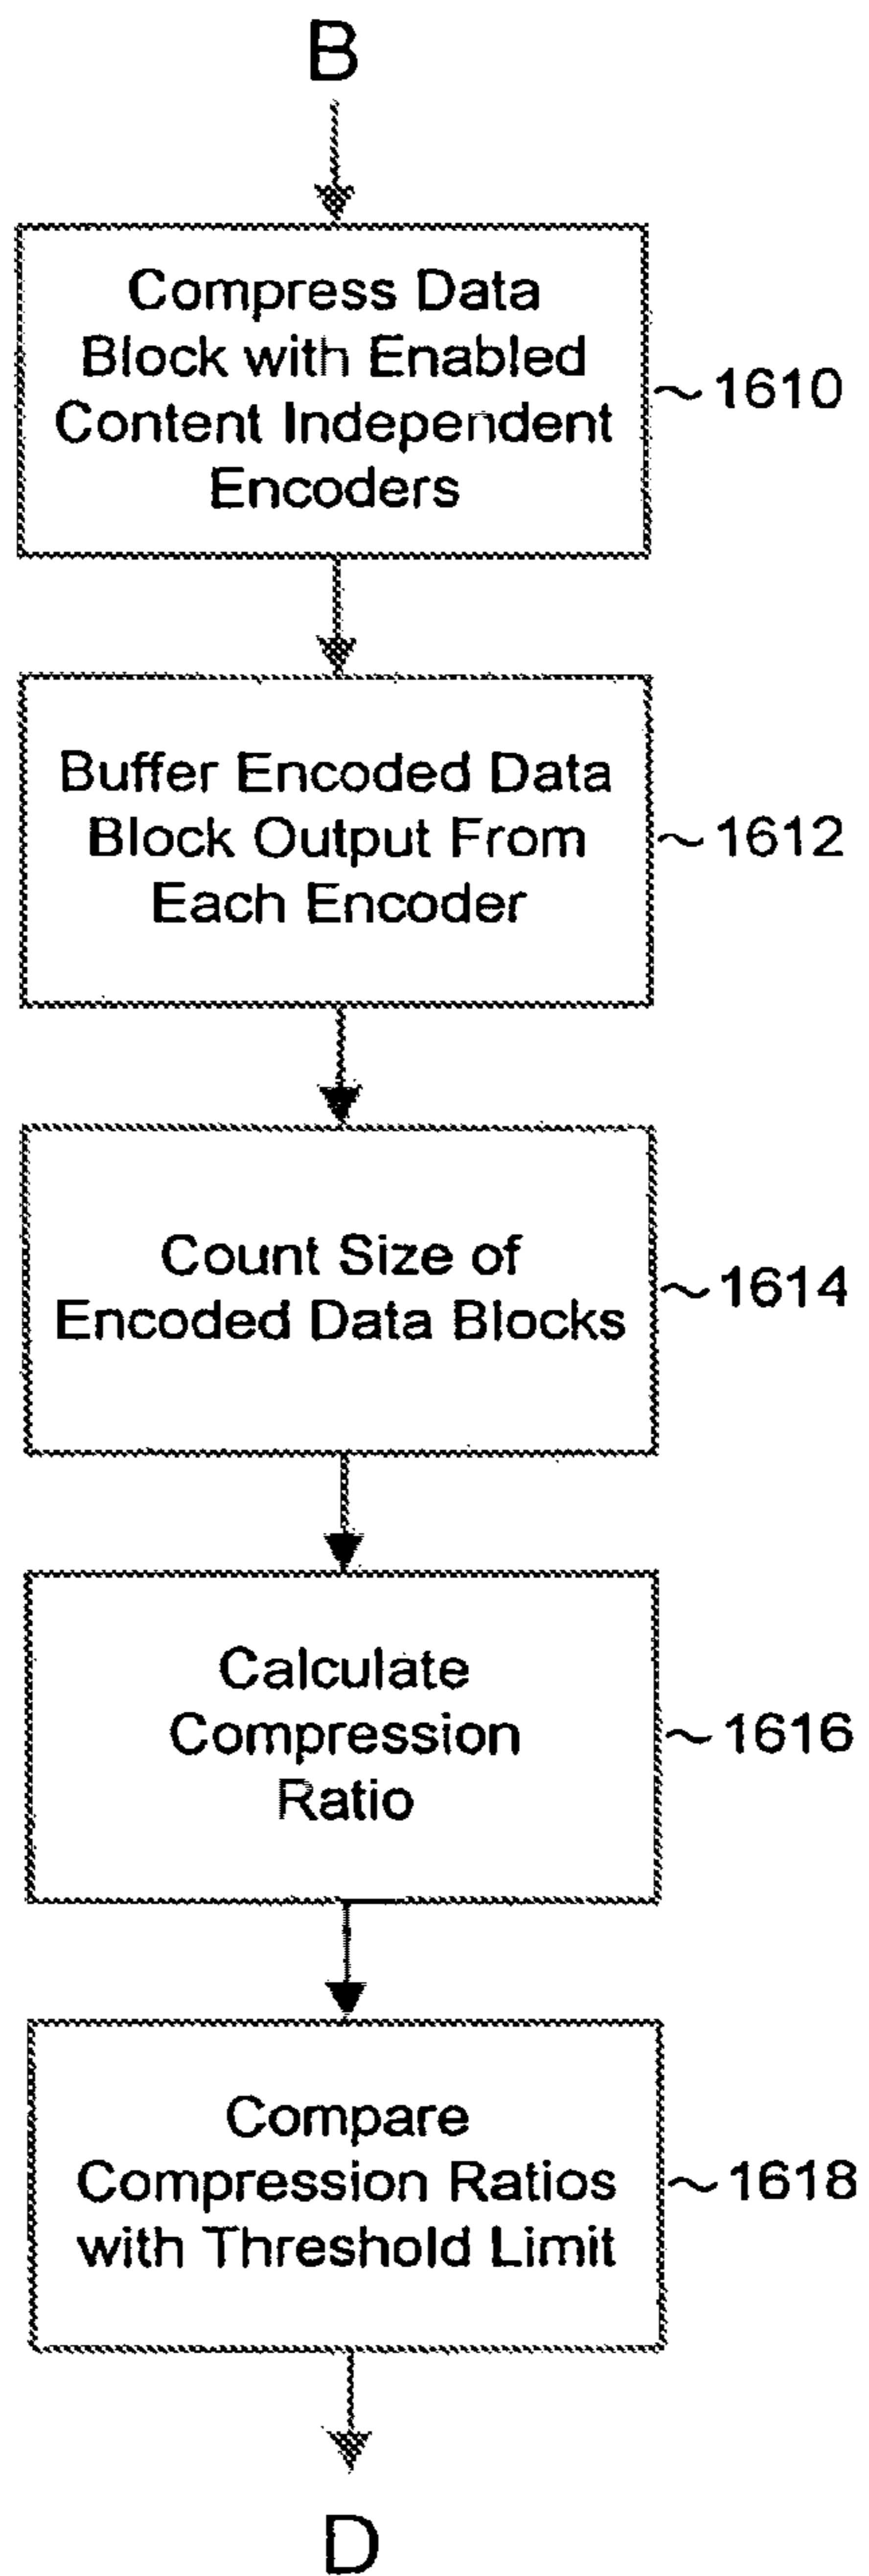 B
Compress Data
Block with Enabled
Content Independent
Encoders
~1610
Buffer Encoded Data
Block Output From
Each Encoder
~1612
Count Size of
Encoded Data Blocks
~1614
Calculate
Compression
Ratio
~1616
Compare
Compression Ratios
with Threshold Limit
~1618
D